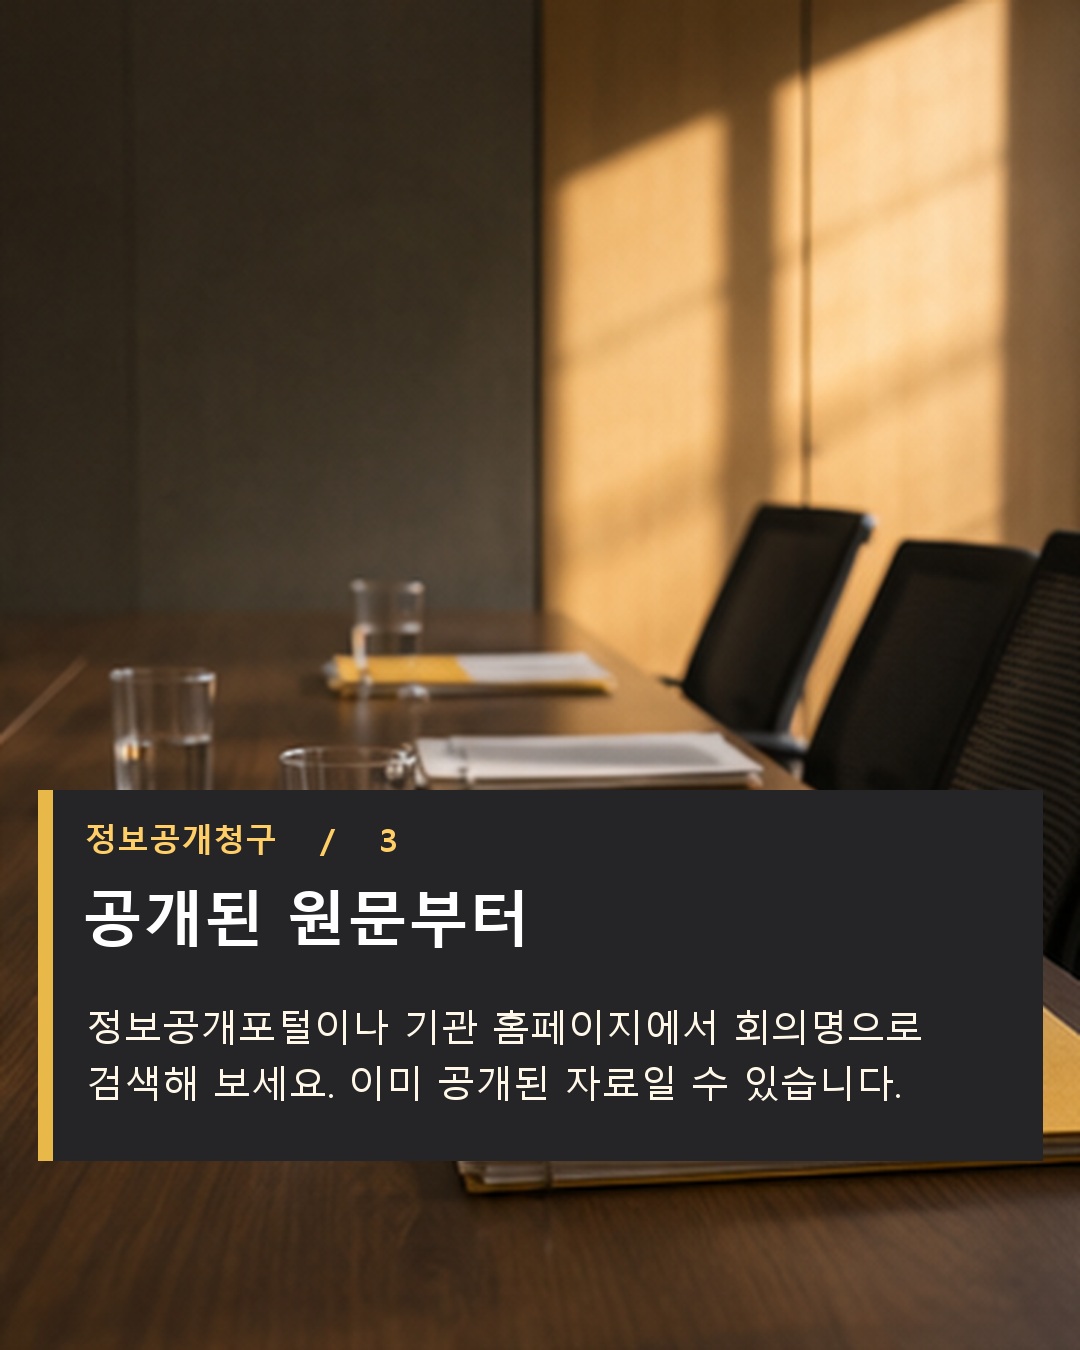 정보공개청구 / 3
공개된 원문부터
정보공개포털이나 기관 홈페이지에서 회의명으로
검색해 보세요. 이미 공개된 자료일 수 있습니다.